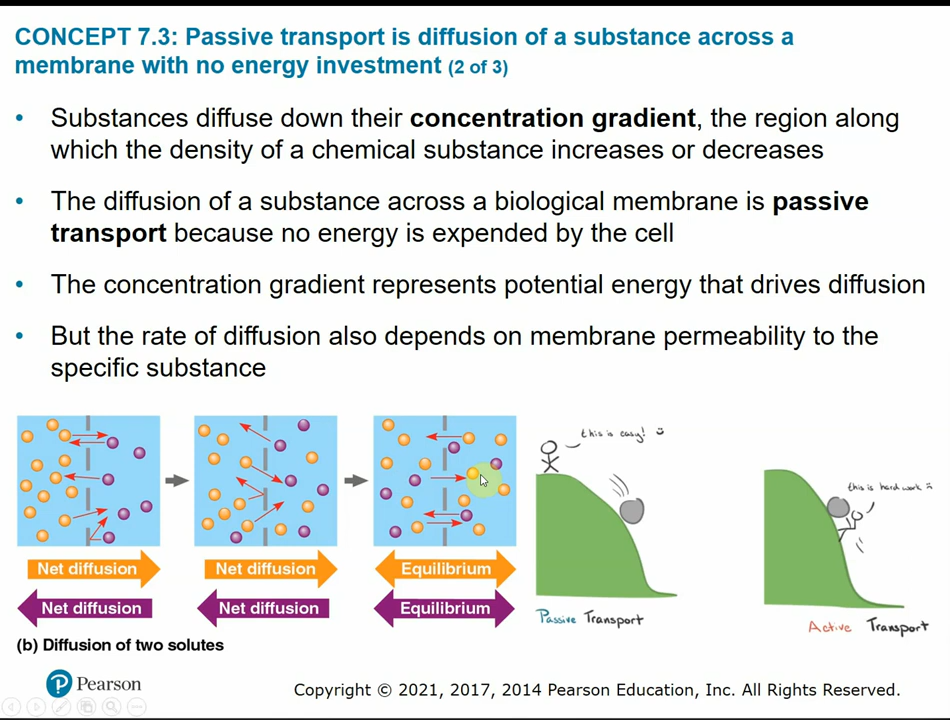 CONCEPT 7.3: Passive transport is diffusion of a substance across a
membrane with no energy investment (2 of 3)
• Substances diffuse down their concentration gradient, the region along
which the density of a chemical substance increases or decreases
• The diffusion of a substance across a biological membrane is passive
transport because no energy is expended by the cell
• The concentration gradient represents potential energy that drives diffusion
• But the rate of diffusion also depends on membrane permeability to the
specific substance
this is easy!
this is hard work
Net diffusion
Net diffusion
Equilibrium
Net diffusion
Net diffusion
Equilibrium
Passive Transport
Active Transport
(b) Diffusion of two solutes
Pearson
Copyright © 2021, 2017, 2014 Pearson Education, Inc. All Rights Reserved.